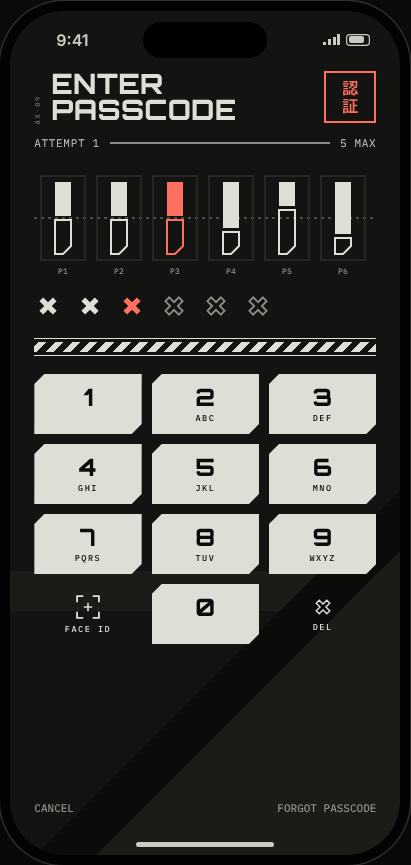 9:41
AX-09
ENTER
PASSCODE
認
証
ATTEMPT 1
5 MAX
P1 P2 P3 P4 P5 P6
1 2 3
ABC DEF
4 5 6
GHI JKL MNO
7 8 9
PQRS TUV WXYZ
0
FACE ID DEL
CANCEL FORGOT PASSCODE